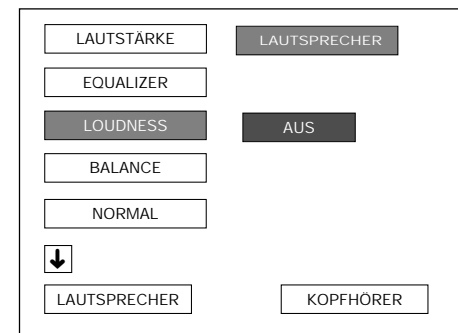 LAUTSTÄRKE LAUTSPRECHER
EQUALIZER
LOUDNESS AUS
BALANCE
NORMAL
LAUTSPRECHER KOPFHÖRER